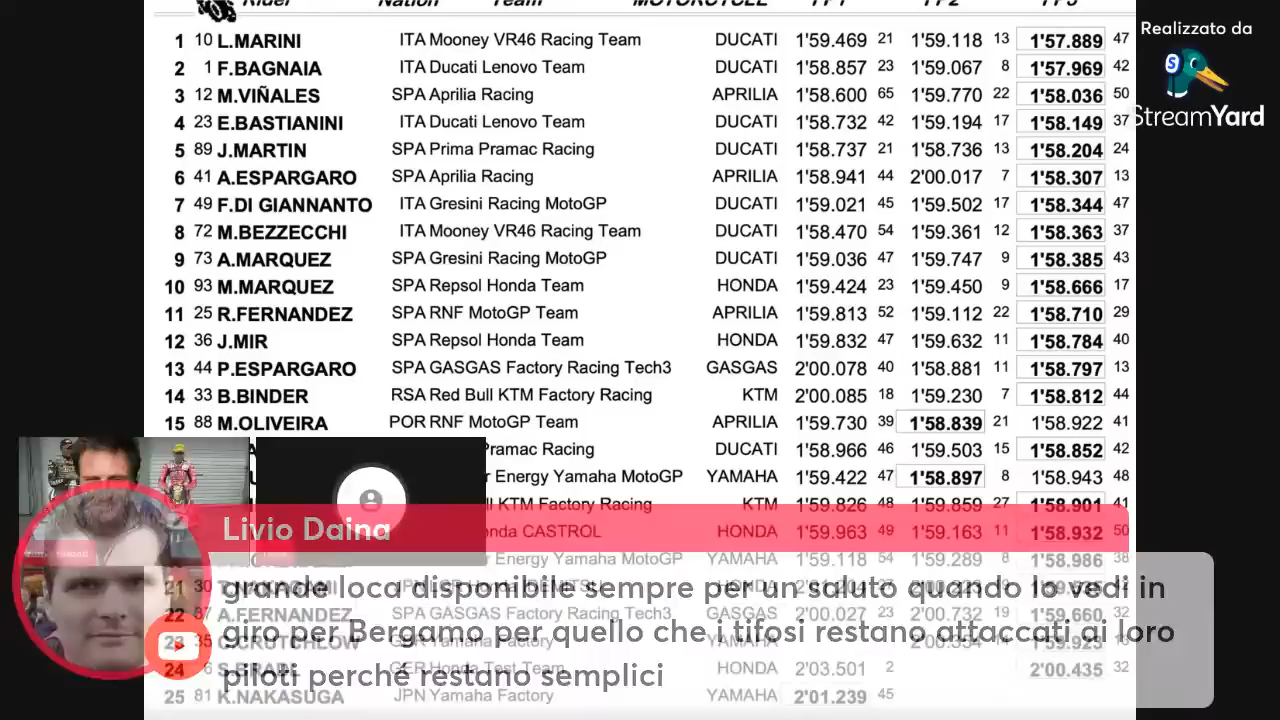 Rider Nation Team MOTORCYCLE FP1 FP2 FP3
Realizzato da
StreamYard
1 10 L.MARINI ITA Mooney VR46 Racing Team DUCATI 1'59.469 21 1'59.118 13 1'57.889 47
2 1 F.BAGNAIA ITA Ducati Lenovo Team DUCATI 1'58.857 23 1'59.067 8 1'57.969 42
3 12 M.VIÑALES SPA Aprilia Racing APRILIA 1'58.600 65 1'59.770 22 1'58.036 50
4 23 E.BASTIANINI ITA Ducati Lenovo Team DUCATI 1'58.732 42 1'59.194 17 1'58.149 37
5 89 J.MARTIN SPA Prima Pramac Racing DUCATI 1'58.737 21 1'58.736 13 1'58.204 24
6 41 A.ESPARGARO SPA Aprilia Racing APRILIA 1'58.941 44 2'00.017 7 1'58.307 13
7 49 F.DI GIANNANTO ITA Gresini Racing MotoGP DUCATI 1'59.021 45 1'59.502 17 1'58.344 47
8 72 M.BEZZECCHI ITA Mooney VR46 Racing Team DUCATI 1'58.470 54 1'59.361 12 1'58.363 37
9 73 A.MARQUEZ SPA Gresini Racing MotoGP DUCATI 1'59.036 47 1'59.747 9 1'58.385 43
10 93 M.MARQUEZ SPA Repsol Honda Team HONDA 1'59.424 23 1'59.450 9 1'58.666 17
11 25 R.FERNANDEZ SPA RNF MotoGP Team APRILIA 1'59.813 52 1'59.112 22 1'58.710 29
12 36 J.MIR SPA Repsol Honda Team HONDA 1'59.832 47 1'59.632 11 1'58.784 40
13 44 P.ESPARGARO SPA GASGAS Factory Racing Tech3 GASGAS 2'00.078 40 1'58.881 11 1'58.797 13
14 33 B.BINDER RSA Red Bull KTM Factory Racing KTM 2'00.085 18 1'59.230 7 1'58.812 44
15 88 M.OLIVEIRA POR RNF MotoGP Team APRILIA 1'59.730 39 1'58.839 21 1'58.922 41
Pramac Racing DUCATI 1'58.966 46 1'59.503 15 1'58.852 42
Energy Yamaha MotoGP YAMAHA 1'59.422 47 1'58.897 8 1'58.943 48
KTM Factory Racing KTM 1'59.826 48 1'59.859 27 1'58.901 41
Livio Daina
CASTROL HONDA 1'59.963 49 1'59.163 11 1'58.932 50
Energy Yamaha MotoGP YAMAHA 1'59.118 54 1'59.289 8 1'58.986 38
grande loca disponibile sempre per un saluto quando lo vedi in
22 A.FERNANDEZ SPA GASGAS Factory Racing Tech3 GASGAS 2'00.027 23 2'00.732 19 1'59.660 32
giro per Bergamo per quello che i tifosi restano attaccati ai loro
24 6 GER Honda Test Team HONDA 2'03.501 2 2'00.435 32
piloti perché restano semplici
25 81 K.NAKASUGA JPN Yamaha Factory YAMAHA 2'01.239 45